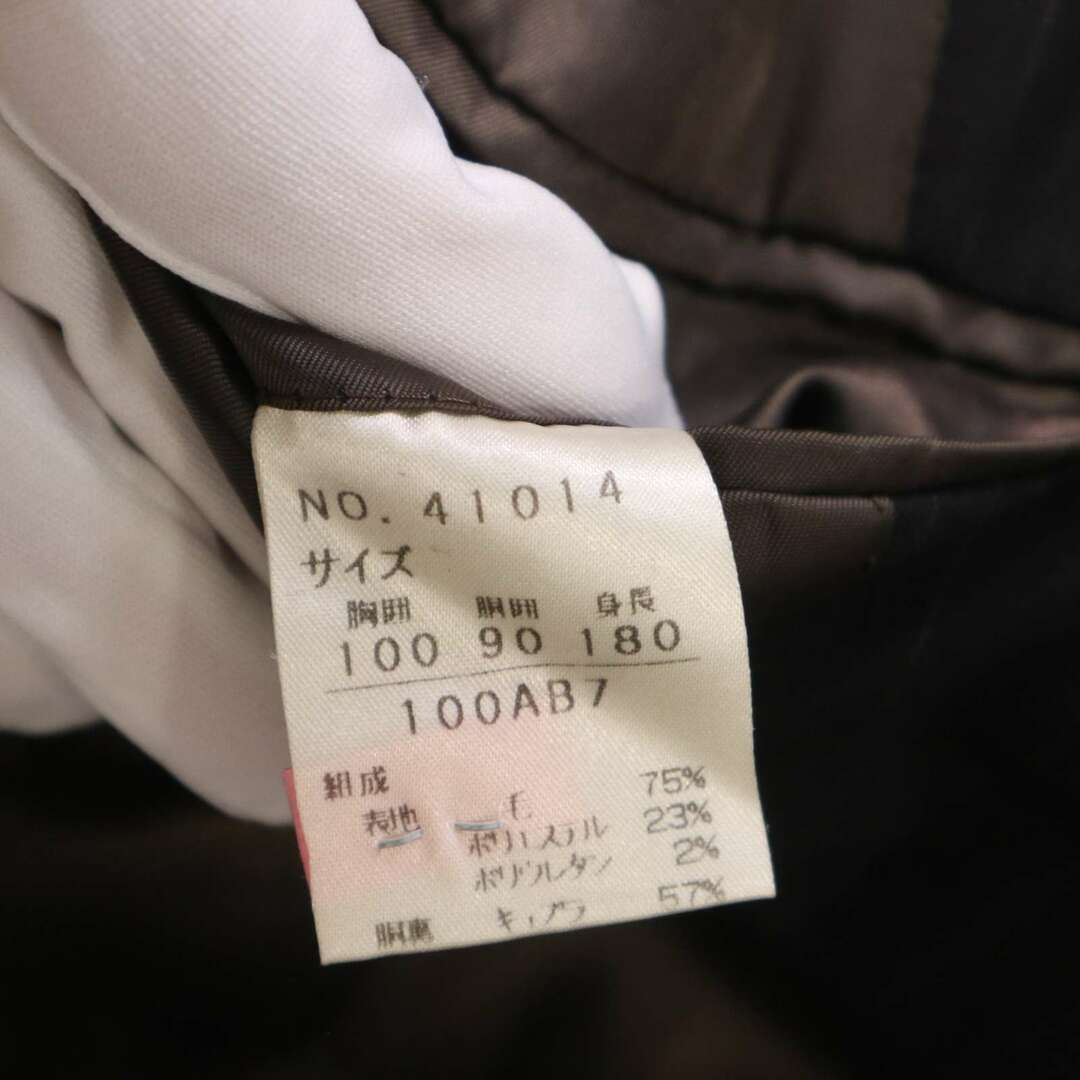 NO. 41014
サイズ
胸囲 胴囲 身長
100 90 180
100AB7
組成 75%
表地 毛 23%
ポリエステル 2%
ポリウレタン
胴裏 キュプラ 57%